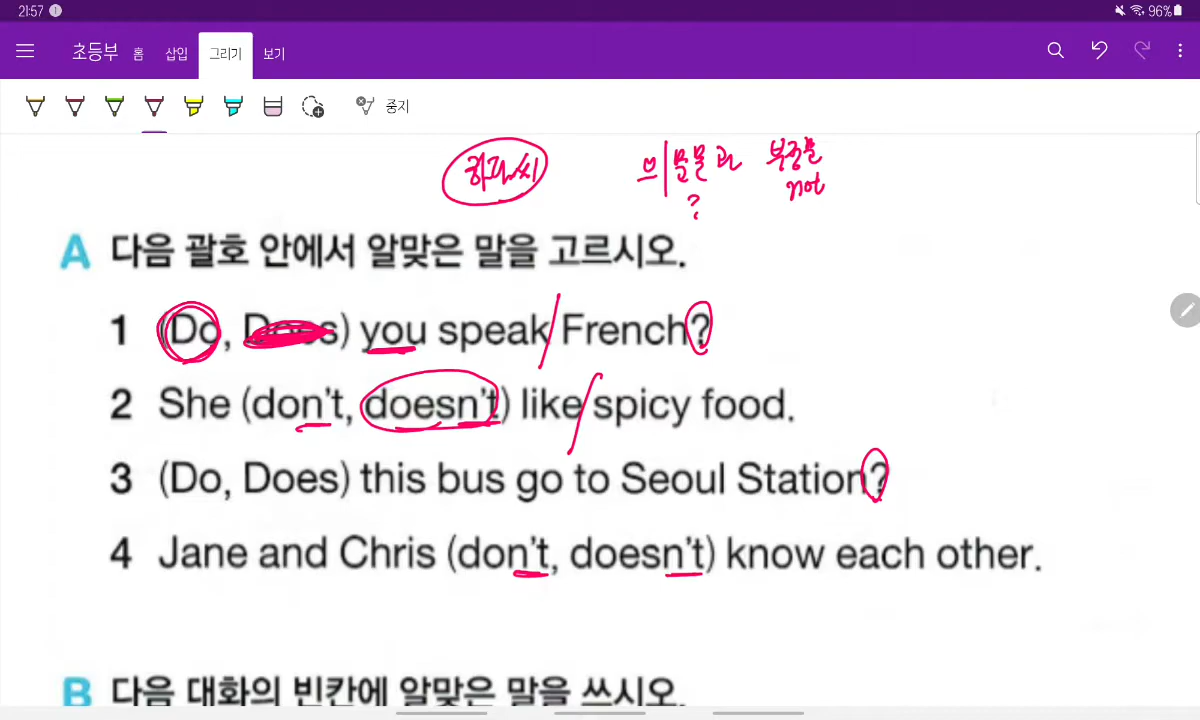 21:57 96%
초등부 홈 삽입 그리기 보기
중지
의문문과 부정문
? not
A 다음 괄호 안에서 알맞은 말을 고르시오.
1 (Do, Does) you speak/French?
2 She (don't, doesn't) like/spicy food.
3 (Do, Does) this bus go to Seoul Station?
4 Jane and Chris (don't, doesn't) know each other.
B 다음 대화의 빈칸에 알맞은 말을 쓰시오.